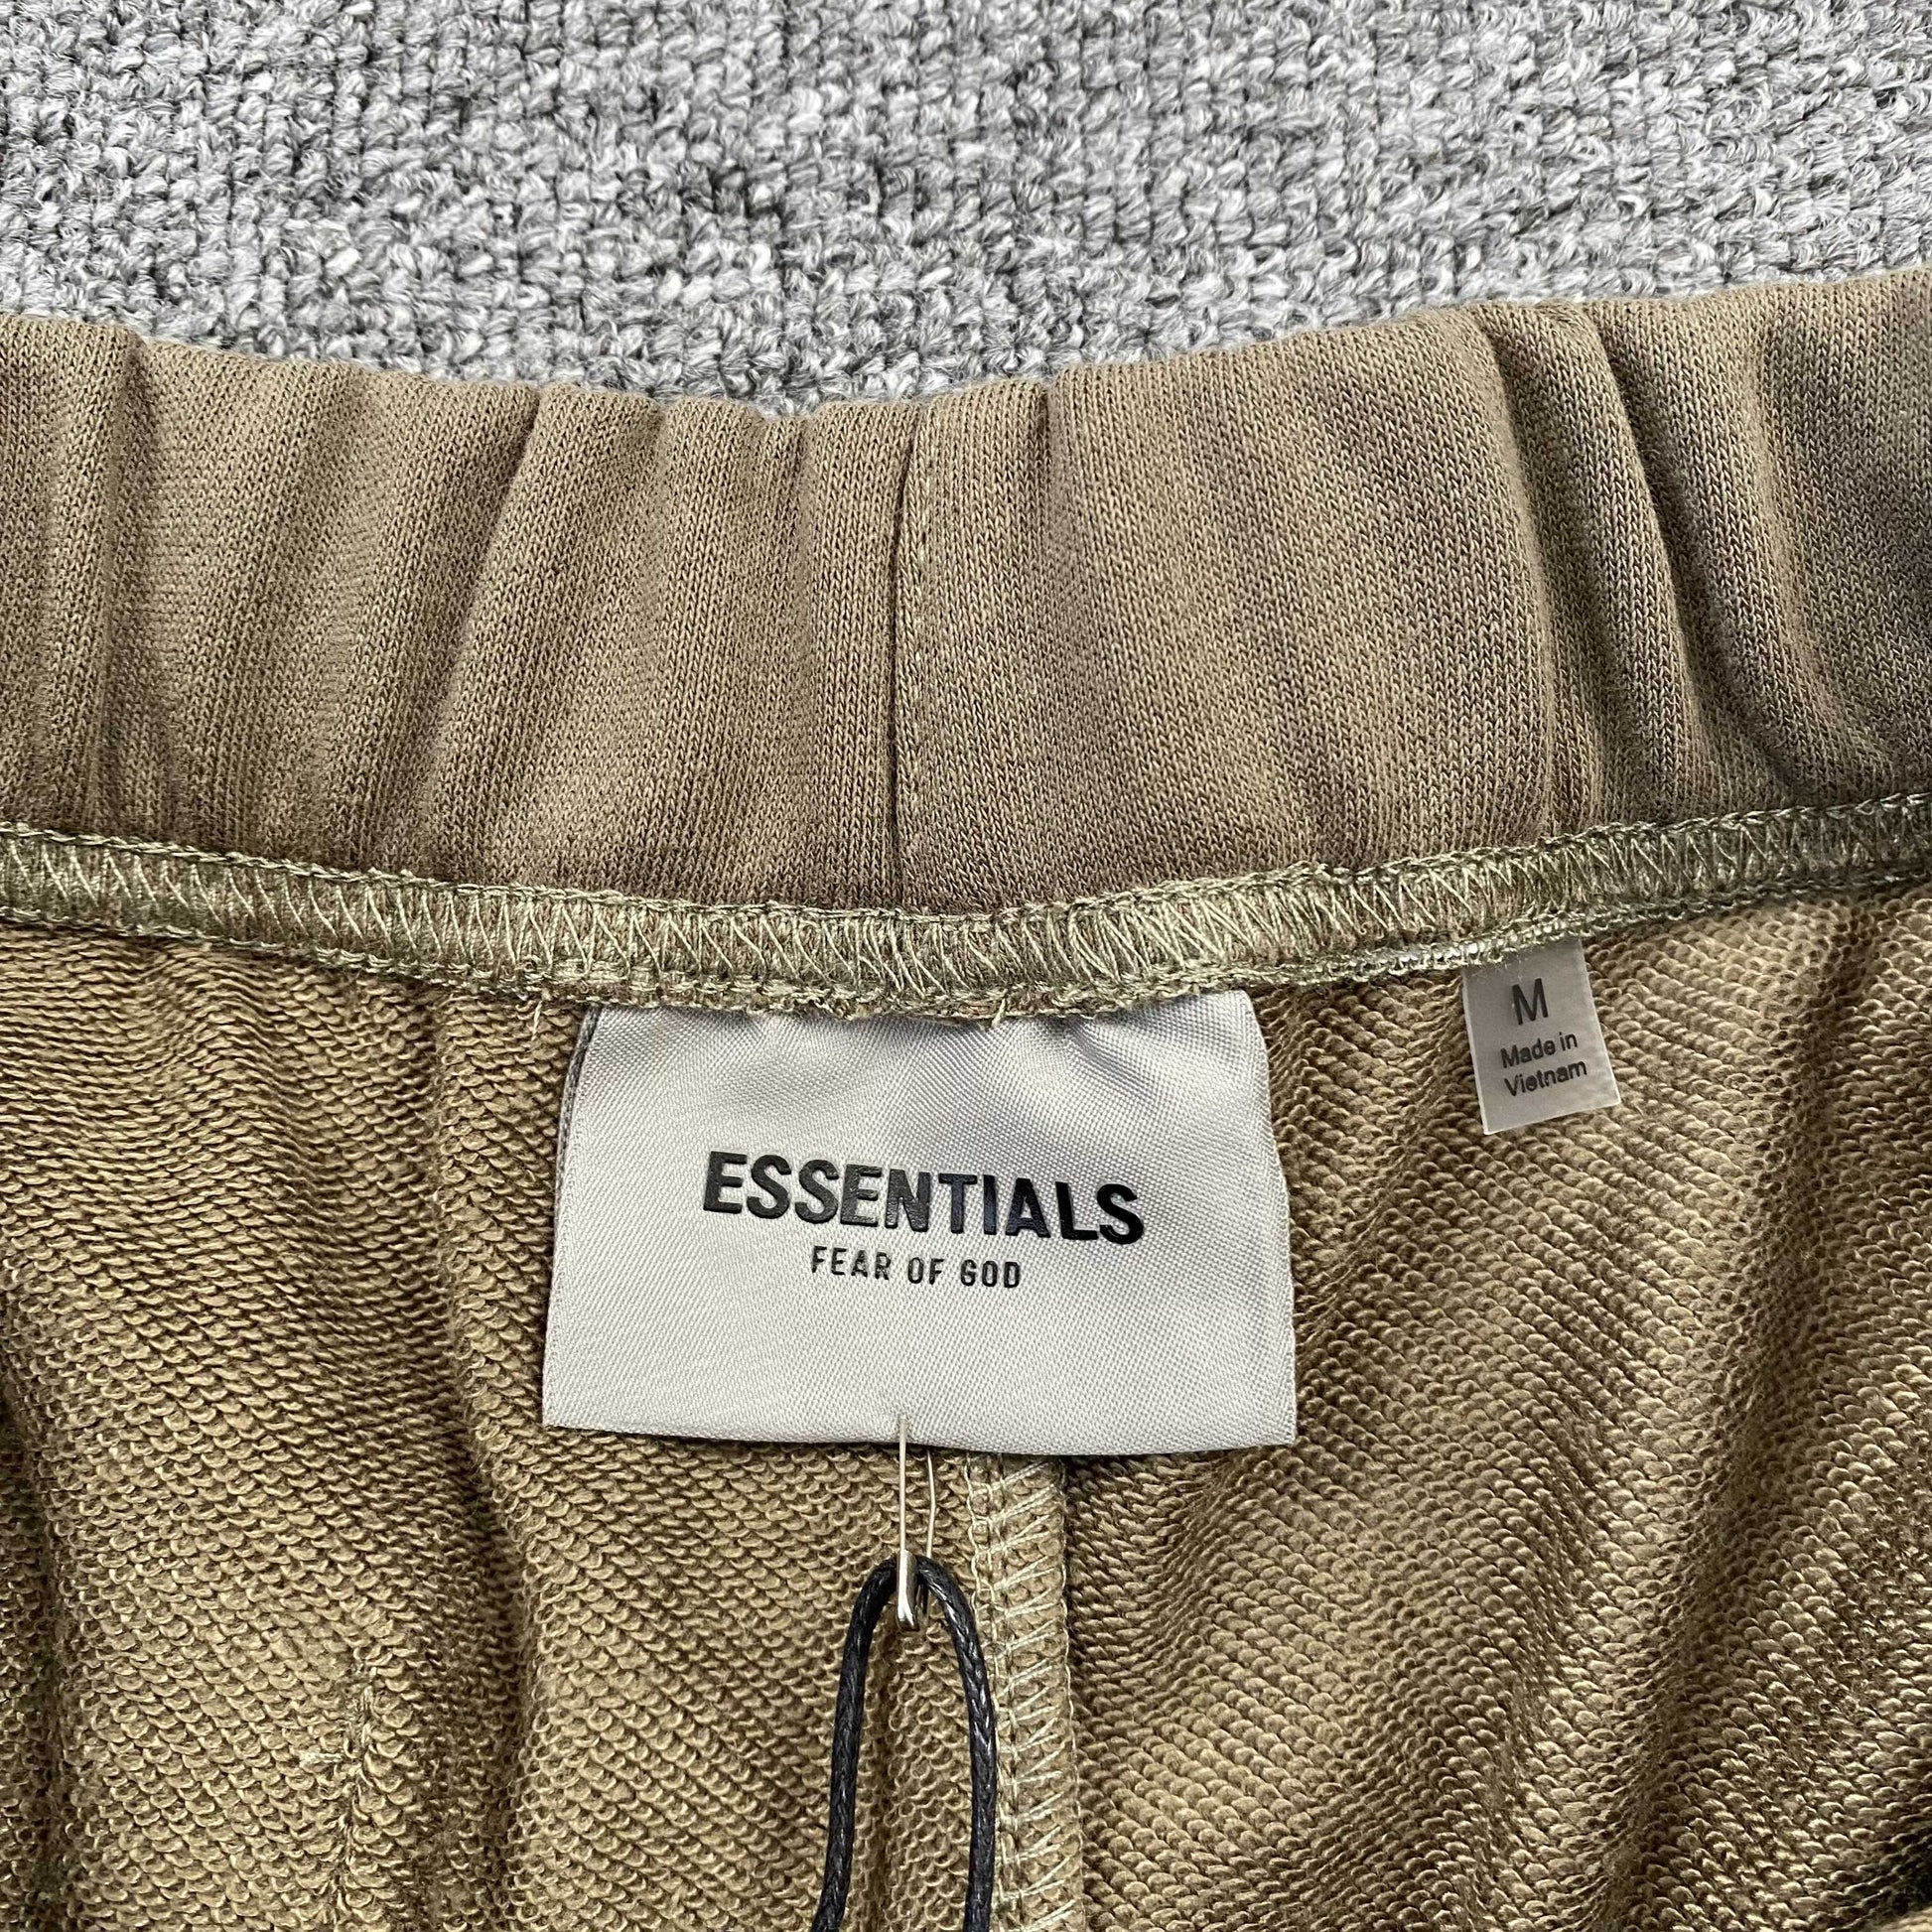 ESSENTIALS
FEAR OF GOD
M
Made in
Vietnam